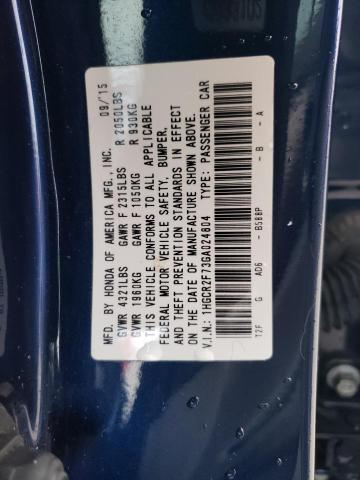 MFD. BY HONDA OF AMERICA MFG., INC. 09/'15
GVWR 4321LBS GAWR F 2315LBS R 2050LBS
GVWR 1960KG GAWR F 1050KG R 930KG
THIS VEHICLE CONFORMS TO ALL APPLICABLE
FEDERAL MOTOR VEHICLE SAFETY, BUMPER,
AND THEFT PREVENTION STANDARDS IN EFFECT
ON THE DATE OF MANUFACTURE SHOWN ABOVE.
V.I.N.: 1HGCR2F73GA024804 TYPE: PASSENGER CAR
T2F G AD6 - B588P - B - A